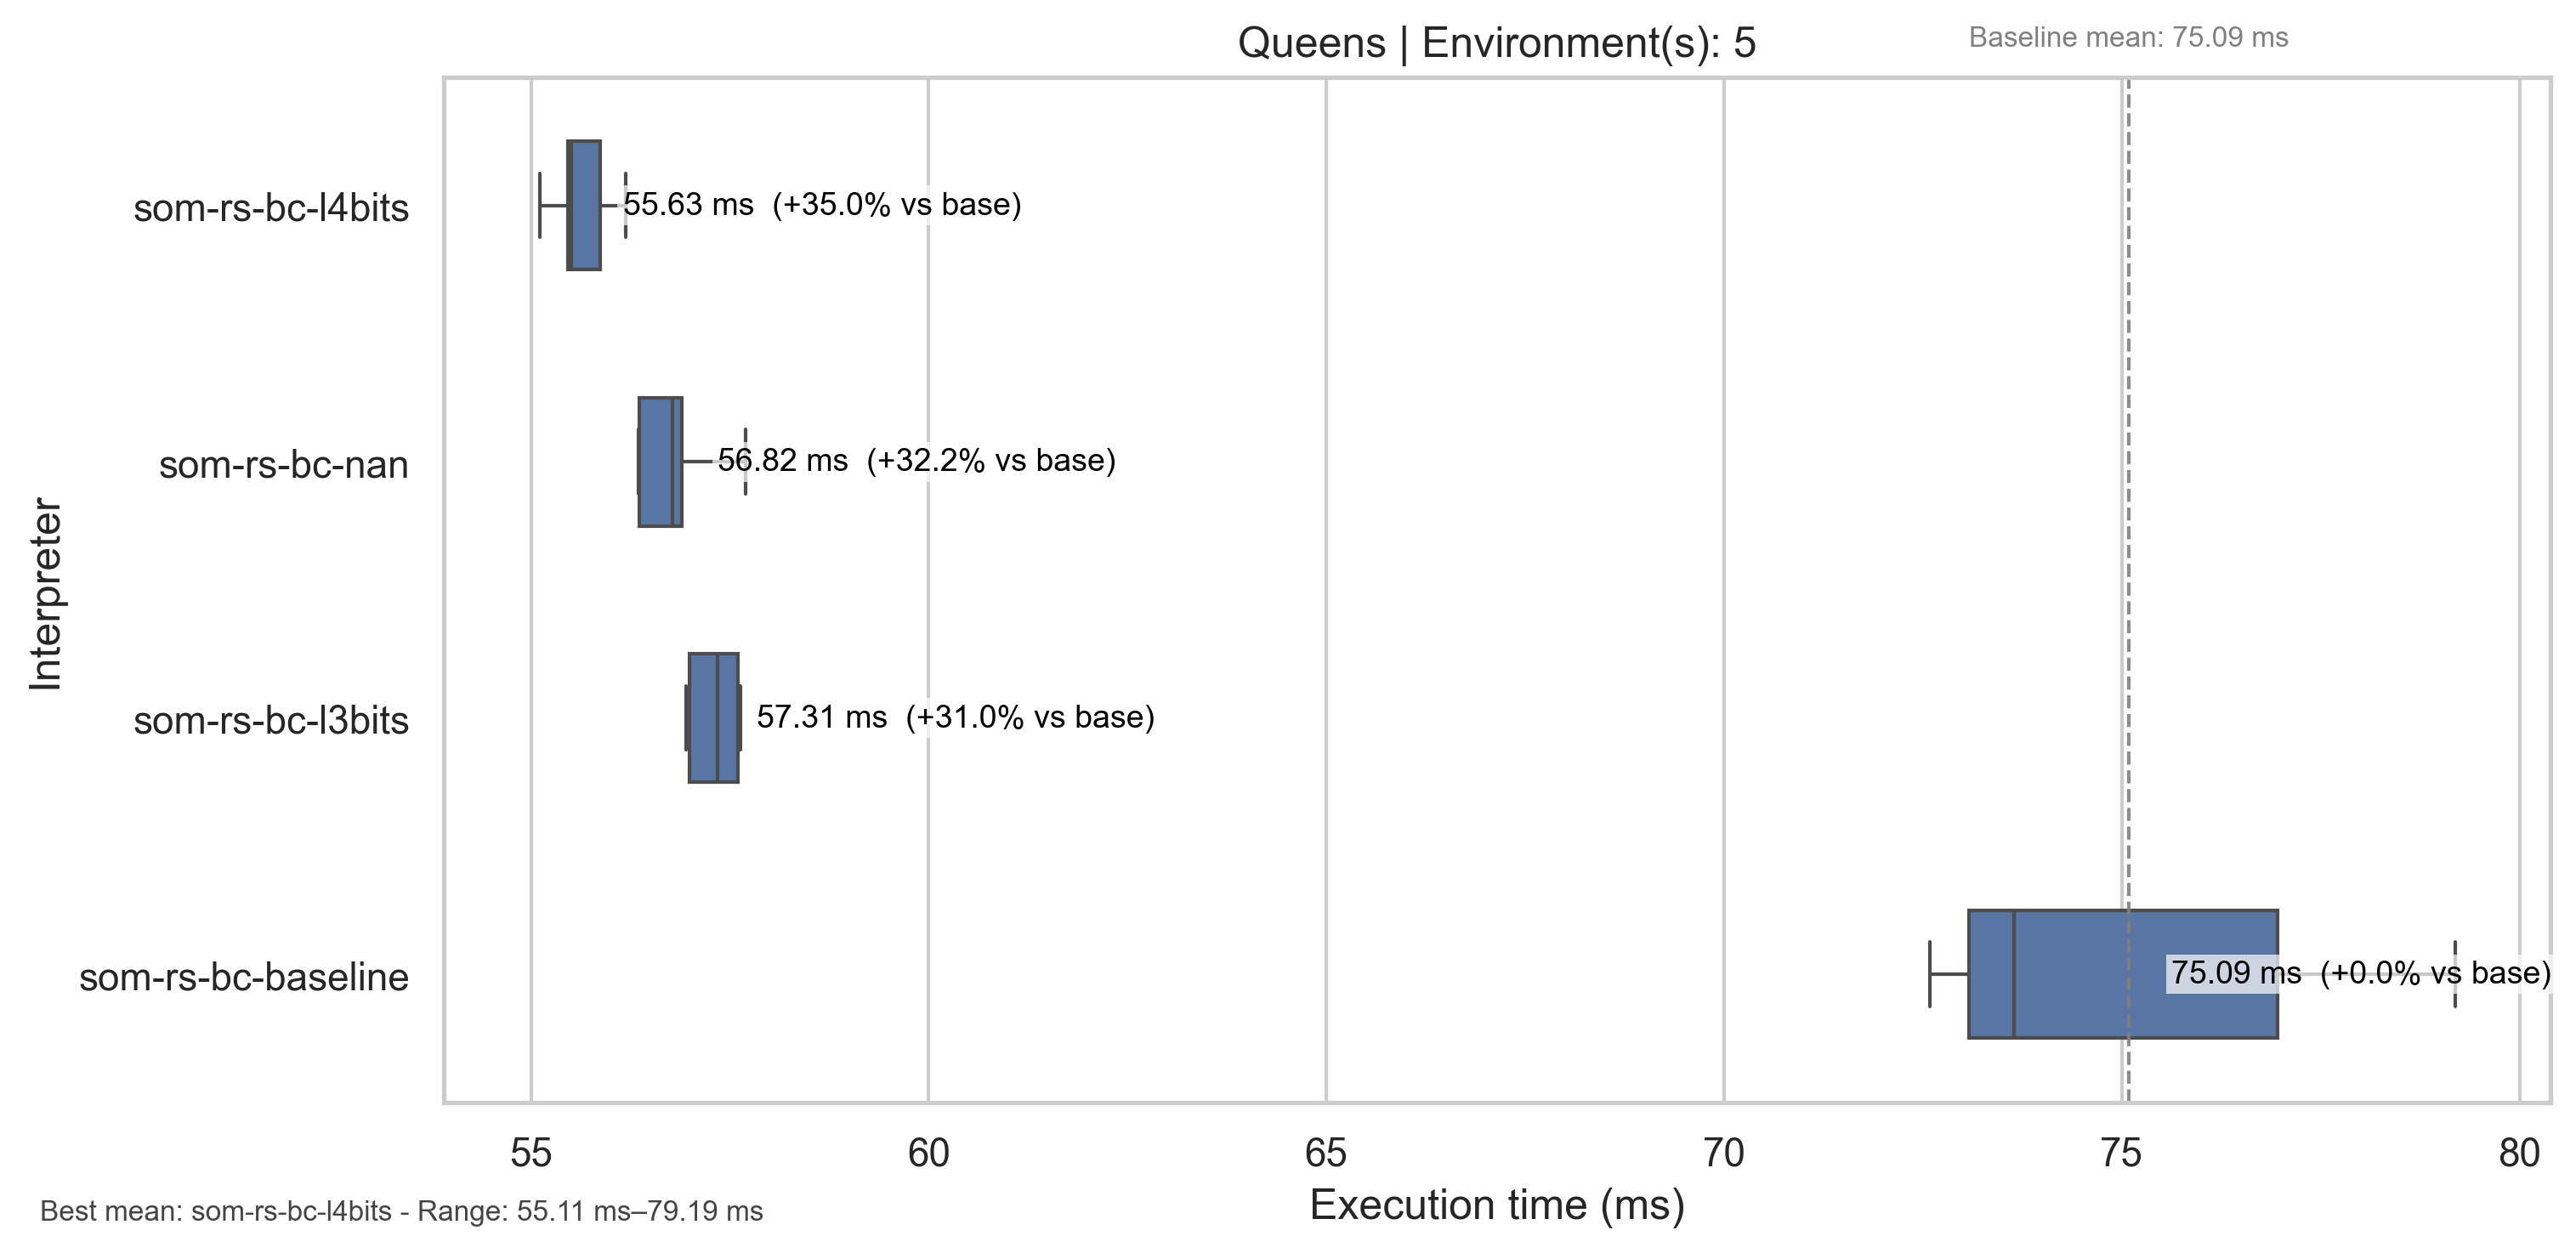 Queens | Environment(s): 5
Baseline mean: 75.09 ms
Interpreter
som-rs-bc-l4bits
55.63 ms (+35.0% vs base)
som-rs-bc-nan
56.82 ms (+32.2% vs base)
som-rs-bc-l3bits
57.31 ms (+31.0% vs base)
som-rs-bc-baseline
75.09 ms (+0.0% vs base)
55 60 65 70 75 80
Execution time (ms)
Best mean: som-rs-bc-l4bits - Range: 55.11 ms–79.19 ms